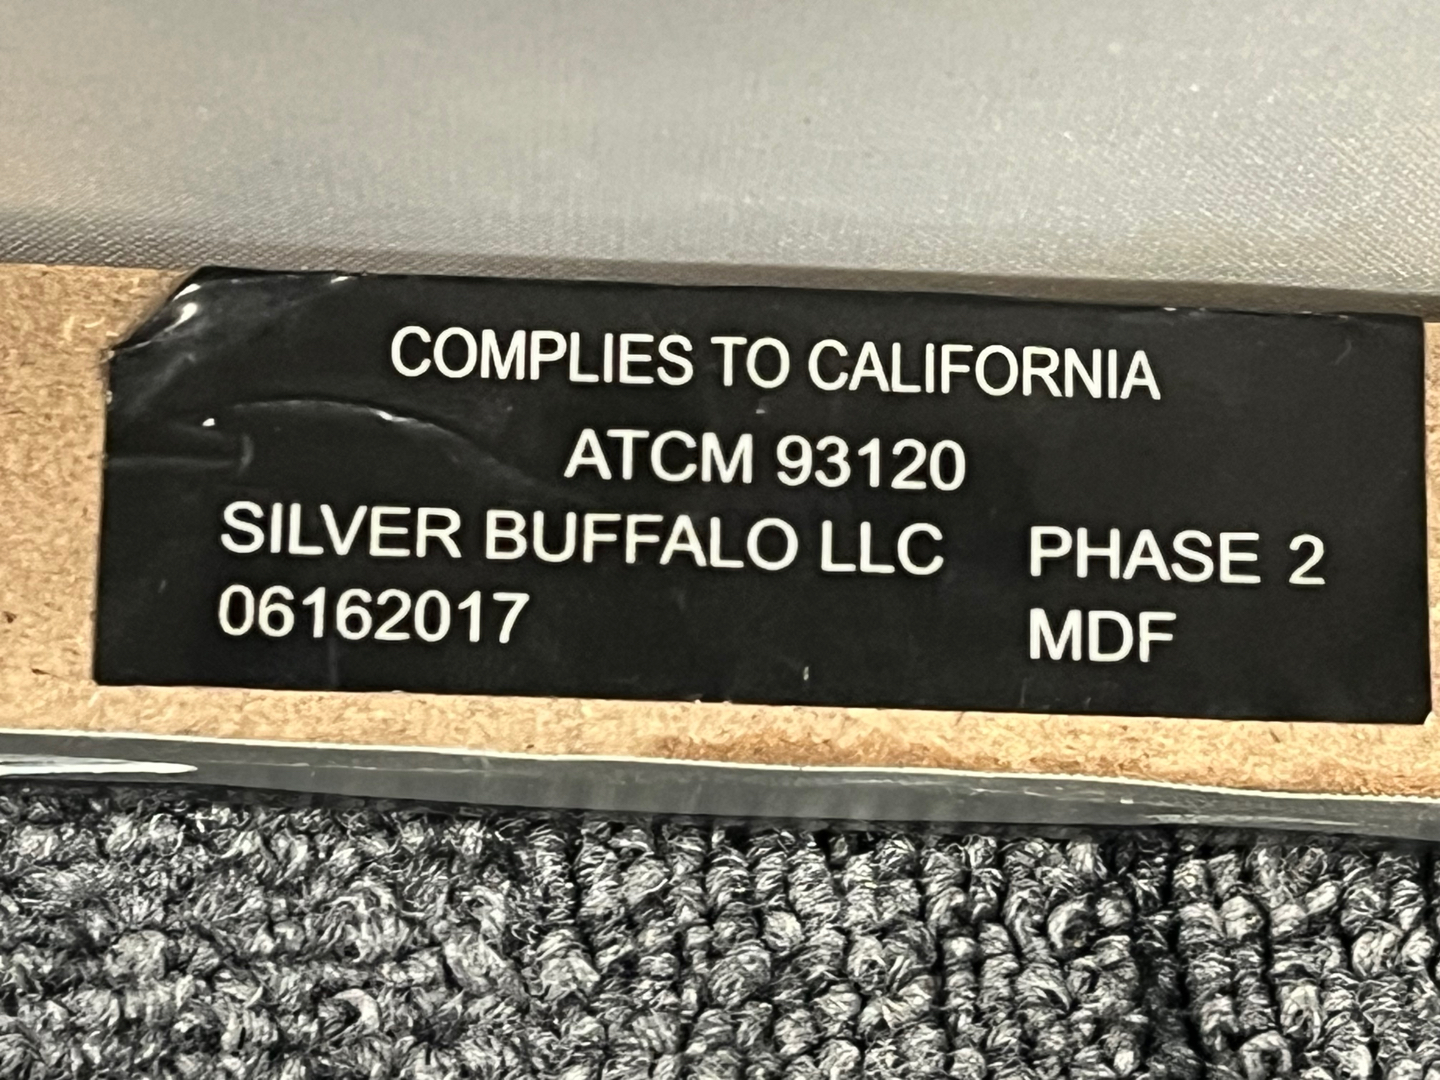 COMPLIES TO CALIFORNIA
ATCM 93120
SILVER BUFFALO LLC PHASE 2
06162017 MDF